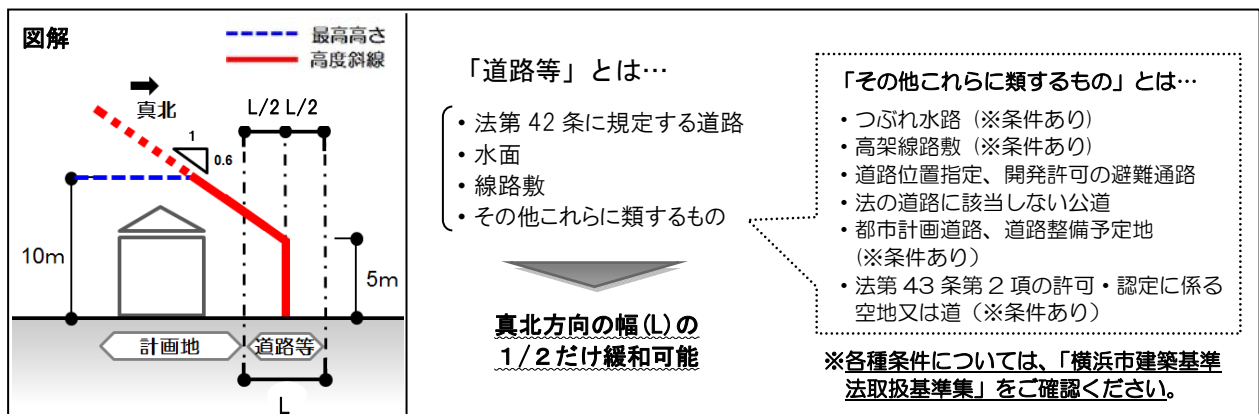 図解
最高高さ
高度斜線
真北
L/2 L/2
1
0.6
10m
5m
計画地
道路等
L
「道路等」とは…
・法第 42 条に規定する道路
・水面
・線路敷
・その他これらに類するもの
真北方向の幅(L)の
1/2だけ緩和可能
「その他これらに類するもの」とは…
・つぶれ水路（※条件あり）
・高架線路敷（※条件あり）
・道路位置指定、開発許可の避難通路
・法の道路に該当しない公道
・都市計画道路、道路整備予定地
（※条件あり）
・法第 43 条第 2 項の許可・認定に係る
空地又は道（※条件あり）
※各種条件については、「横浜市建築基準
法取扱基準集」をご確認ください。